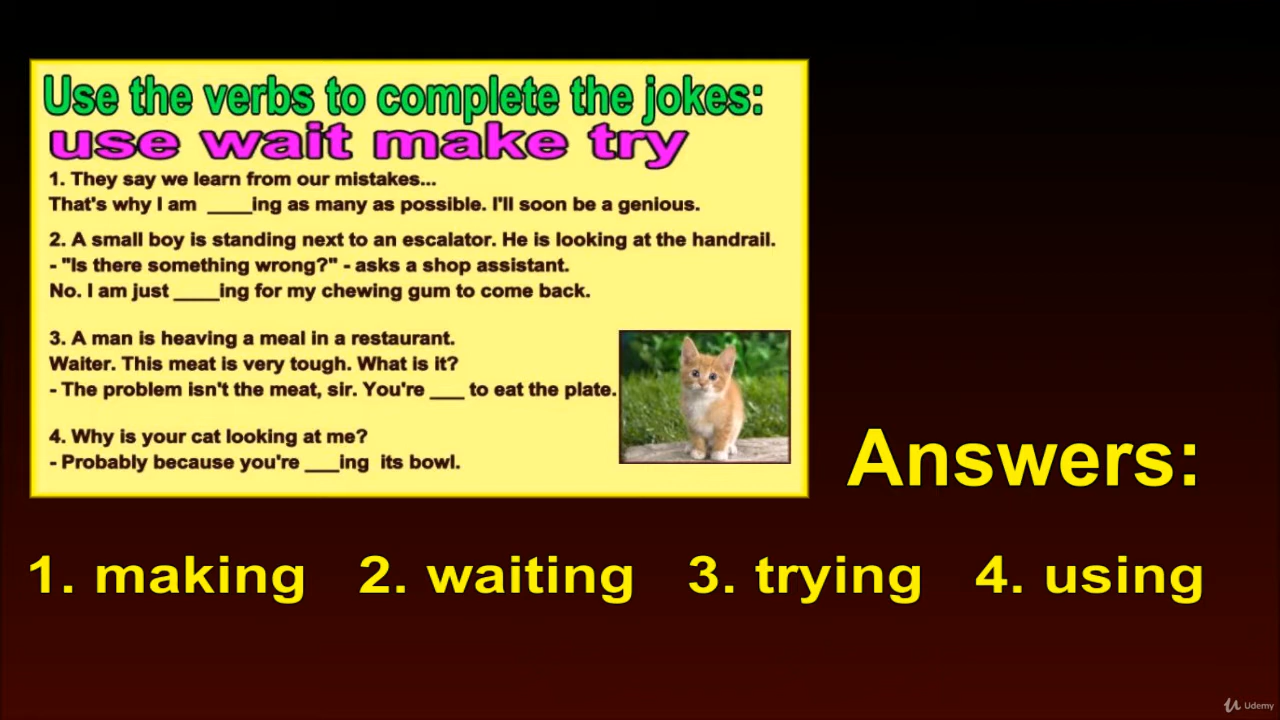 Use the verbs to complete the jokes:
use wait make try
1. They say we learn from our mistakes...
That's why I am ____ing as many as possible. I'll soon be a genious.
2. A small boy is standing next to an escalator. He is looking at the handrail.
- "Is there something wrong?" - asks a shop assistant.
No. I am just ____ing for my chewing gum to come back.
3. A man is heaving a meal in a restaurant.
Waiter. This meat is very tough. What is it?
- The problem isn't the meat, sir. You're ___ to eat the plate.
4. Why is your cat looking at me?
- Probably because you're ___ing its bowl.
Answers:
1. making 2. waiting 3. trying 4. using
Udemy